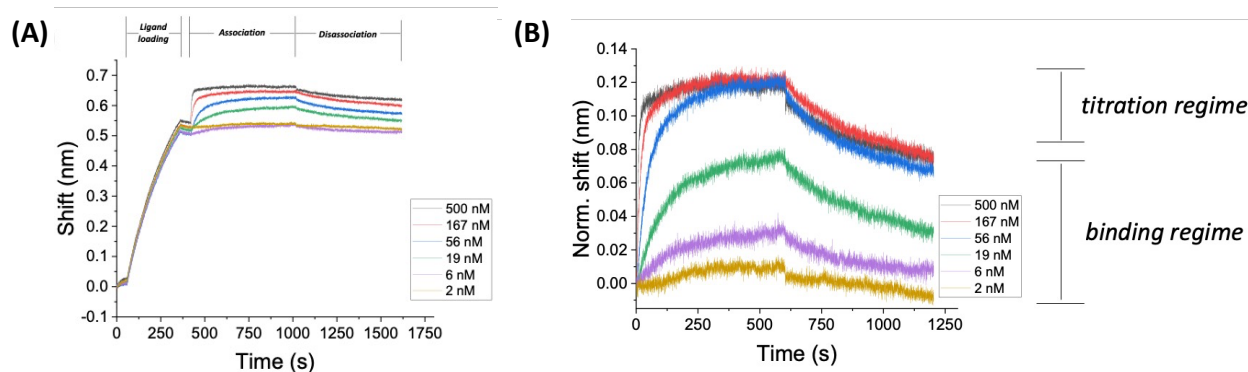 (A)
Ligand
loading
Association
Disassociation
0.7
0.6
0.5
0.4
0.3
0.2
0.1
0.0
-0.1
Shift (nm)
500 nM
167 nM
56 nM
19 nM
6 nM
2 nM
0 250 500 750 1000 1250 1500 1750
Time (s)
(B)
0.14
0.12
0.10
0.08
0.06
0.04
0.02
0.00
Norm. shift (nm)
500 nM
167 nM
56 nM
19 nM
6 nM
2 nM
0 250 500 750 1000 1250
Time (s)
titration regime
binding regime